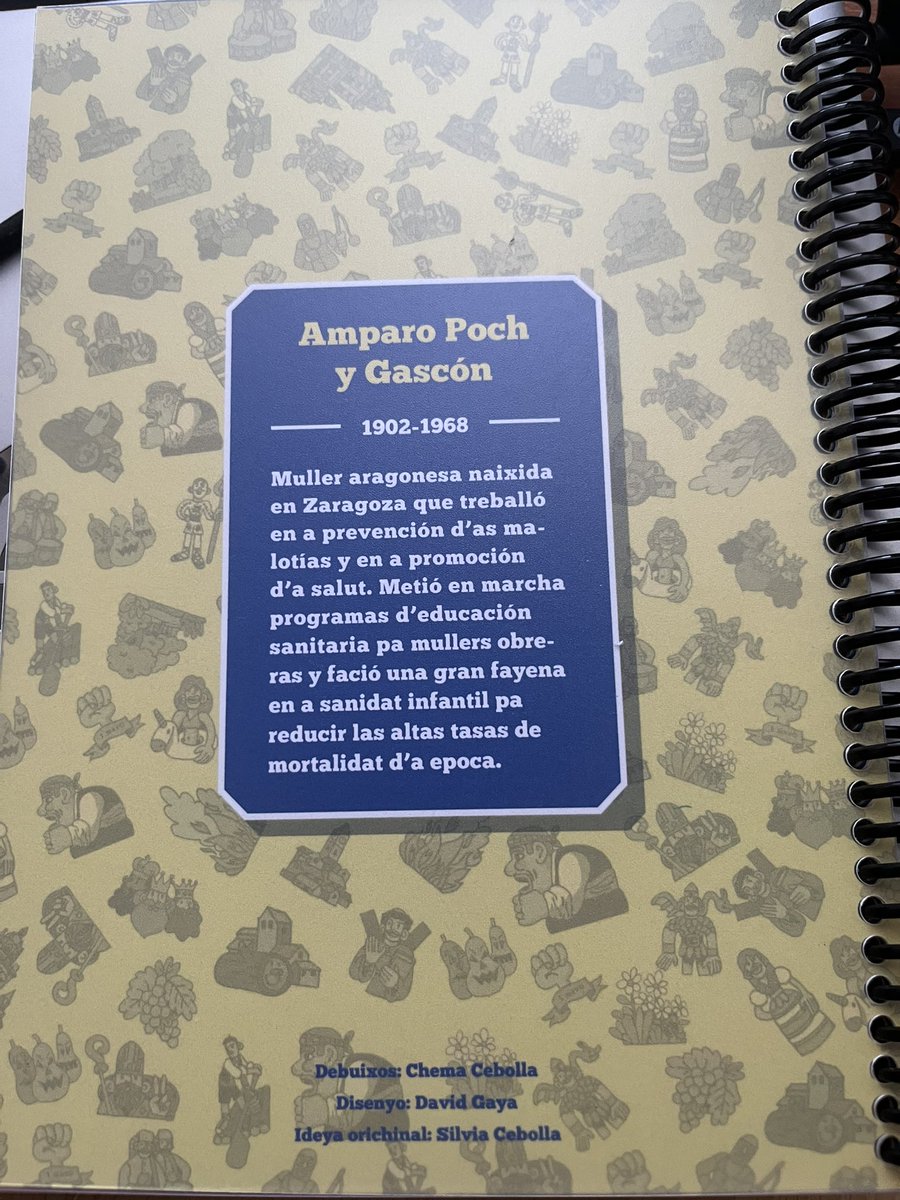 Amparo Poch
y Gascón
1902-1968
Muller aragonesa naixida
en Zaragoza que treballó
en a prevención d'as ma-
lotías y en a promoción
d'a salut. Metió en marcha
programas d'educación
sanitaria pa mullers obre-
ras y fació una gran fayena
en a sanidat infantil pa
reducir las altas tasas de
mortalidat d'a epoca.
Debuixos: Chema Cebolla
Disenyo: David Gaya
Ideya orichinal: Silvia Cebolla